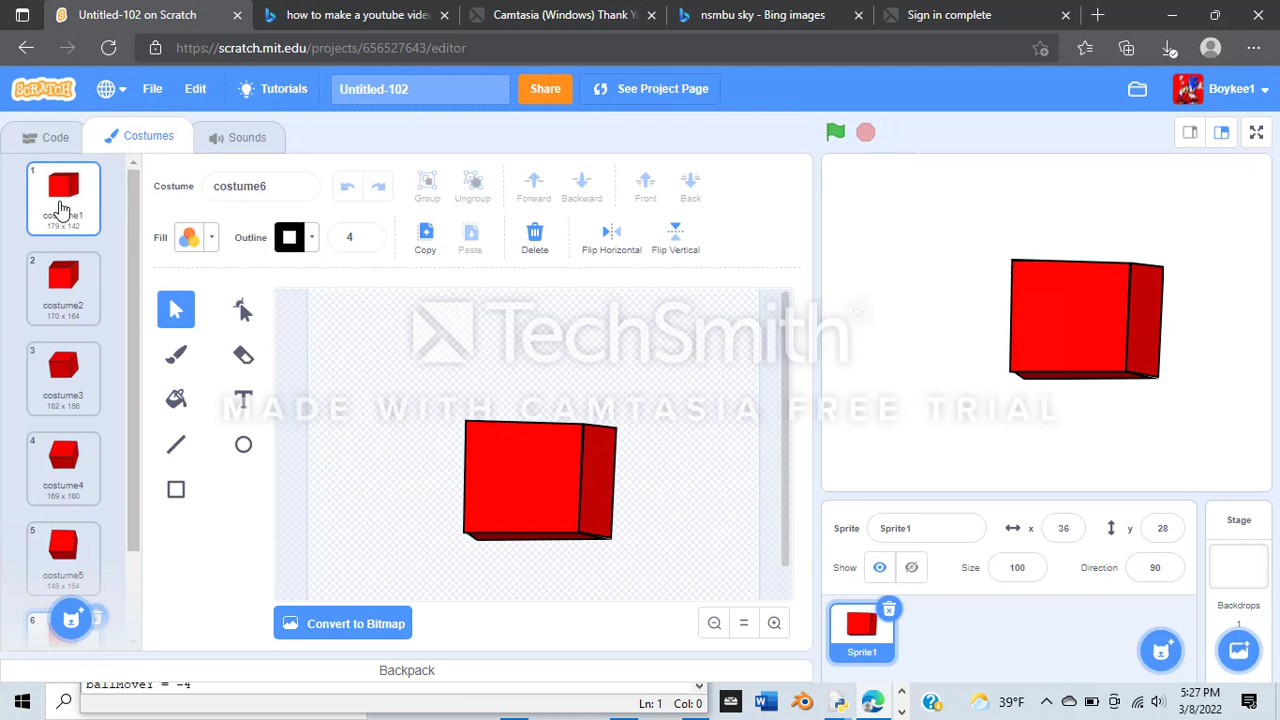 Untitled-102 on Scratch
how to make a youtube video
Camtasia (Windows) Thank Y
nsmbu sky - Bing images
Sign in complete
https://scratch.mit.edu/projects/656527643/editor
SCRATCH
File
Edit
Tutorials
Untitled-102
Share
See Project Page
Boykee1
Code
Costumes
Sounds
1
costume1
179 x 142
2
costume2
170 x 164
3
costume3
182 x 156
4
costume4
169 x 160
5
costume5
148 x 154
6
Costume
costume6
Group
Ungroup
Forward
Backward
Front
Back
Fill
Outline
4
Copy
Paste
Delete
Flip Horizontal
Flip Vertical
T
TechSmith®
MADE WITH CAMTASIA FREE TRIAL
Convert to Bitmap
Backpack
Sprite
Sprite1
x
36
y
28
Show
Size
100
Direction
90
Sprite1
Stage
Backdrops
1
ballMoveY = -4
Ln: 1
Col: 0
39°F
5:27 PM
3/8/2022